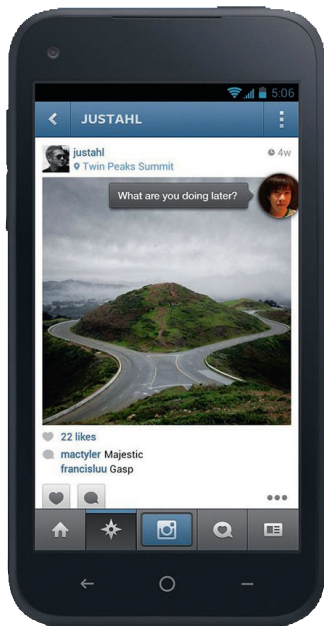 5:06
JUSTAHL
justahl
4w
Twin Peaks Summit
What are you doing later?
22 likes
mactyler Majestic
francisluu Gasp